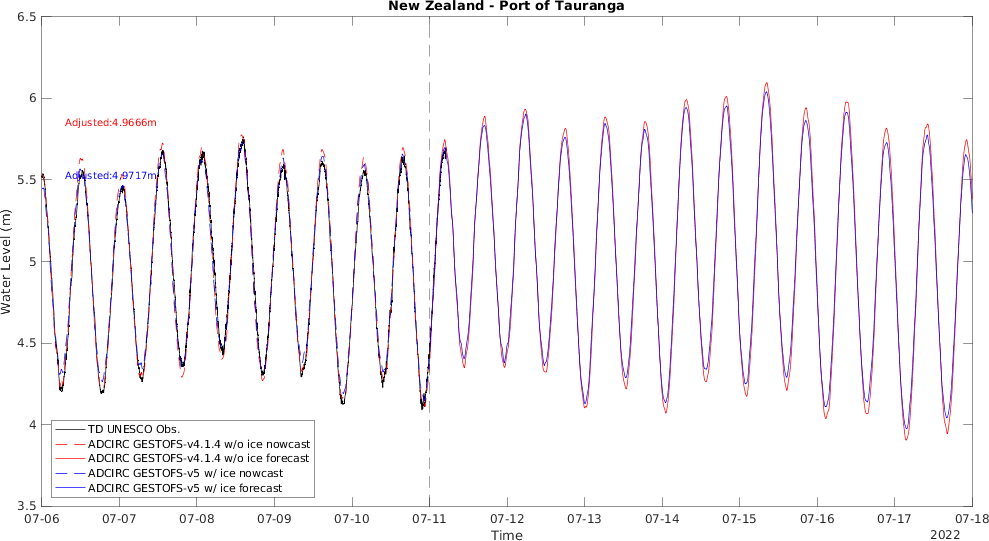 New Zealand - Port of Tauranga
6.5
6
5.5
5
4.5
4
3.5
Water Level (m)
Adjusted:4.9666m
Adjusted:4.9717m
TD UNESCO Obs.
ADCIRC GESTOFS-v4.1.4 w/o ice nowcast
ADCIRC GESTOFS-v4.1.4 w/o ice forecast
ADCIRC GESTOFS-v5 w/ ice nowcast
ADCIRC GESTOFS-v5 w/ ice forecast
07-06 07-07 07-08 07-09 07-10 07-11 07-12 07-13 07-14 07-15 07-16 07-17 07-18
Time
2022